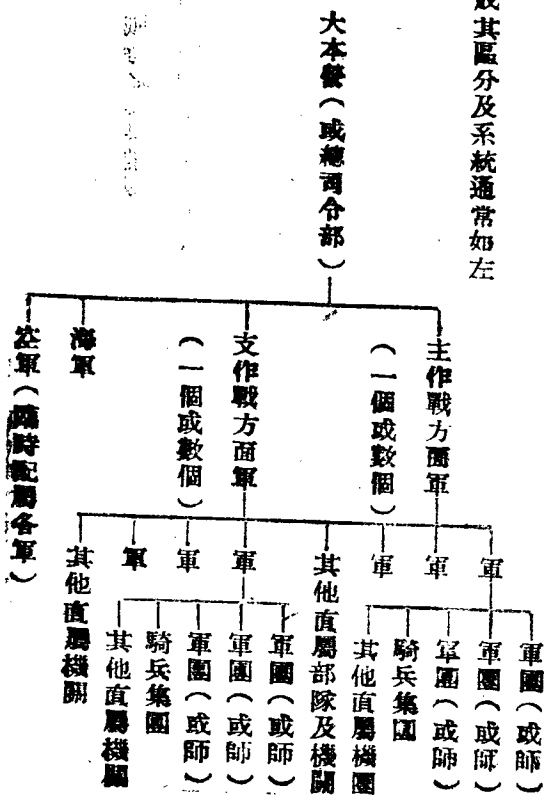 其區分及系統通常如左
大本營(或總司令部)
主作戰方面軍
(一個或數個)
支作戰方面軍
(一個或數個)
海軍
空軍(臨時配屬各軍)
軍
軍
軍
其他直屬部隊及機關
軍
軍
軍
其他直屬機關
軍團(或師)
軍團(或師)
軍團(或師)
騎兵集團
其他直屬機關
軍團(或師)
軍團(或師)
軍團(或師)
騎兵集團
其他直屬機關